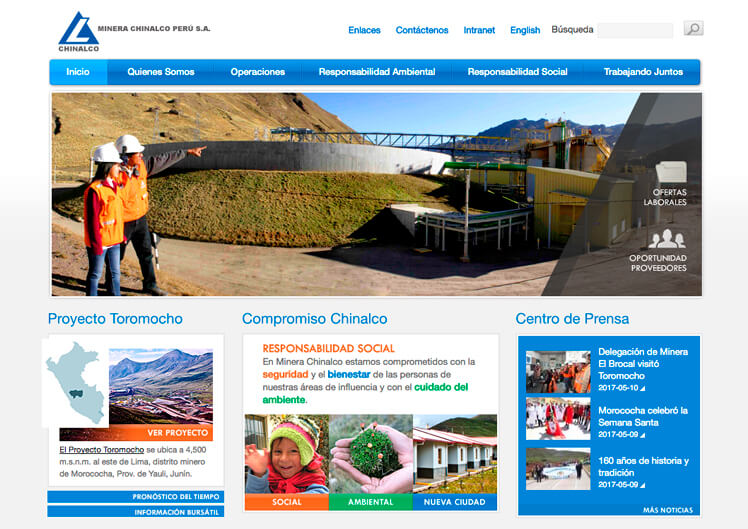 MINERA CHINALCO PERÚ S.A.
CHINALCO
Enlaces Contáctenos Intranet English Búsqueda
Inicio Quienes Somos Operaciones Responsabilidad Ambiental Responsabilidad Social Trabajando Juntos
OFERTAS
LABORALES
OPORTUNIDAD
PROVEEDORES
Proyecto Toromocho
VER PROYECTO
El Proyecto Toromocho se ubica a 4,500
m.s.n.m. al este de Lima, distrito minero
de Morococha, Prov. de Yauli, Junín.
PRONÓSTICO DEL TIEMPO
INFORMACIÓN BURSÁTIL
Compromiso Chinalco
RESPONSABILIDAD SOCIAL
En Minera Chinalco estamos comprometidos con la
seguridad y el bienestar de las personas de
nuestras áreas de influencia y con el cuidado del
ambiente.
SOCIAL AMBIENTAL NUEVA CIUDAD
Centro de Prensa
Delegación de Minera
El Brocal visitó
Toromocho
2017-05-10
Morococha celebró la
Semana Santa
2017-05-09
160 años de historia y
tradición
2017-05-09
MÁS NOTICIAS